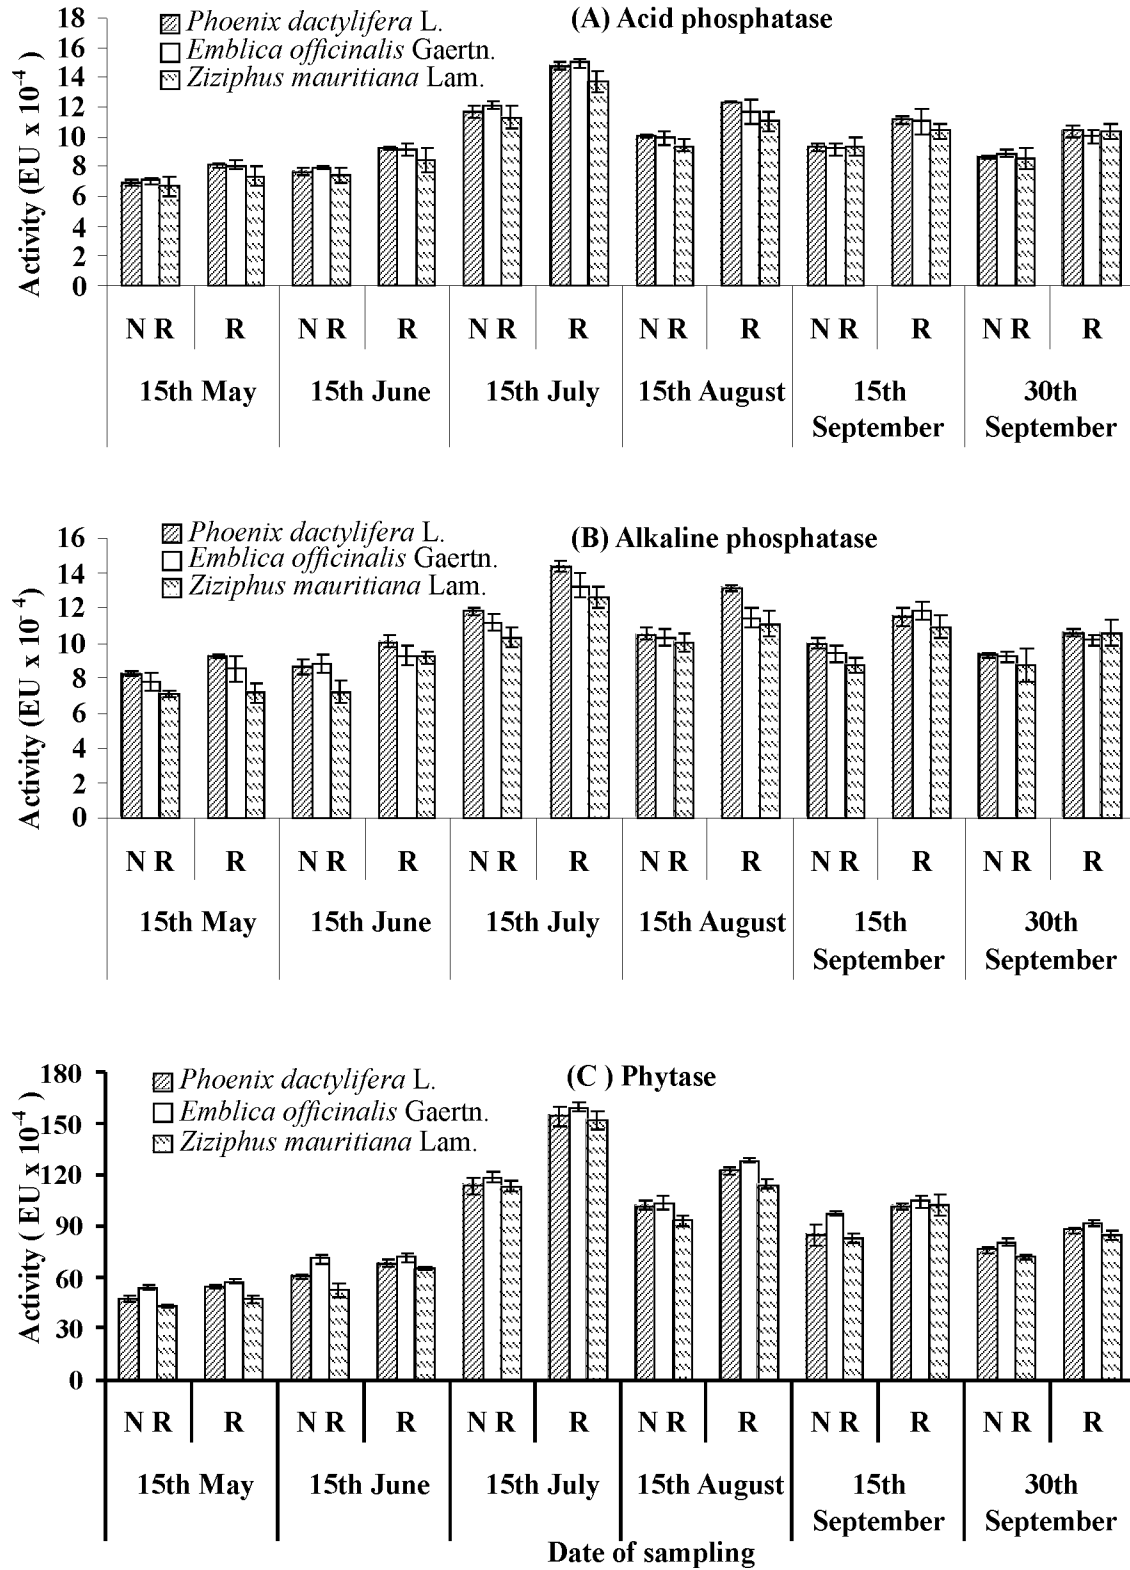 (A) Acid phosphatase
Phoenix dactylifera L.
Emblica officinalis Gaertn.
Ziziphus mauritiana Lam.
Activity (EU x 10-4)
18
16
14
12
10
8
6
4
2
0
N R R N R R N R R N R R N R R N R R
15th May 15th June 15th July 15th August 15th 30th
September September
(B) Alkaline phosphatase
Phoenix dactylifera L.
Emblica officinalis Gaertn.
Ziziphus mauritiana Lam.
Activity (EU x 10-4)
16
14
12
10
8
6
4
2
0
N R R N R R N R R N R R N R R N R R
15th May 15th June 15th July 15th August 15th 30th
September September
(C ) Phytase
Phoenix dactylifera L.
Emblica officinalis Gaertn.
Ziziphus mauritiana Lam.
Activity ( EU x 10-4 )
180
150
120
90
60
30
0
N R R N R R N R R N R R N R R N R R
15th May 15th June 15th July 15th August 15th 30th
September September
Date of sampling